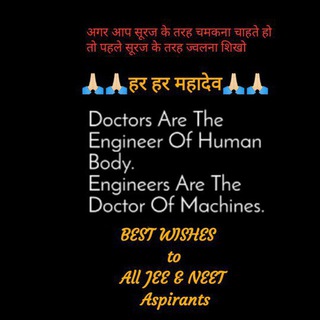 अगर आप सूरज के तरह चमकना चाहते हो
तो पहले सूरज के तरह ज्वलना शिखो
🙏🏻🙏🏻हर हर महादेव🙏🏻🙏🏻
Doctors Are The
Engineer Of Human
Body.
Engineers Are The
Doctor Of Machines.
BEST WISHES
to
All JEE & NEET
Aspirants